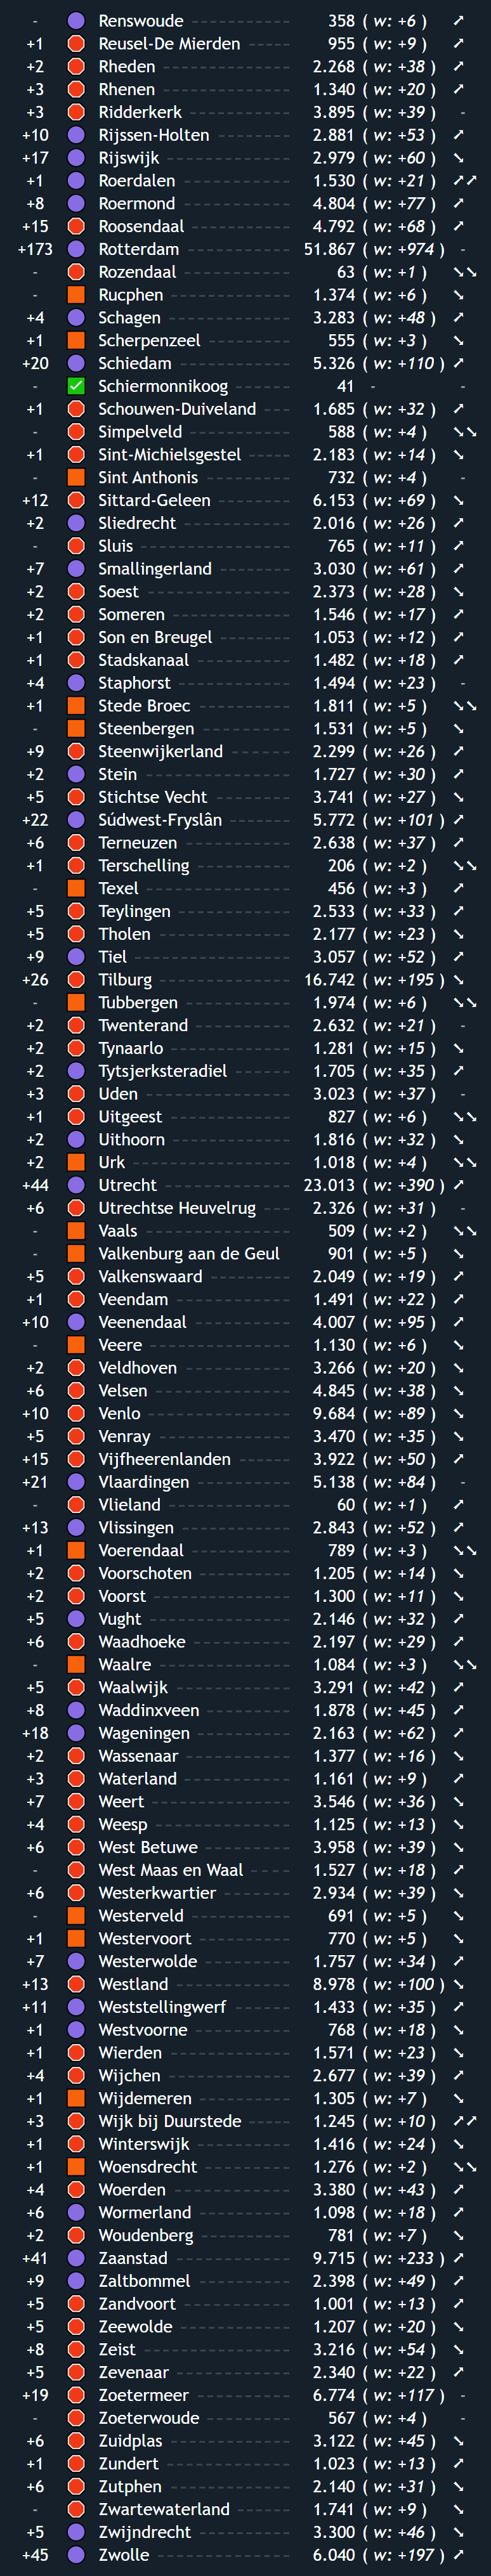 - Renswoude 358 ( w: +6 ) ➚
+1 Reusel-De Mierden 955 ( w: +9 ) ➚
+2 Rheden 2.268 ( w: +38 ) ➚
+3 Rhenen 1.340 ( w: +20 ) ➚
+3 Ridderkerk 3.895 ( w: +39 ) -
+10 Rijssen-Holten 2.881 ( w: +53 ) ➚
+17 Rijswijk 2.979 ( w: +60 ) ➘
+1 Roerdalen 1.530 ( w: +21 ) ➚➚
+8 Roermond 4.804 ( w: +77 ) ➚
+15 Roosendaal 4.792 ( w: +68 ) ➚
+173 Rotterdam 51.867 ( w: +974 ) -
- Rozendaal 63 ( w: +1 ) ➘➘
- Rucphen 1.374 ( w: +6 ) ➘
+4 Schagen 3.283 ( w: +48 ) ➚
+1 Scherpenzeel 555 ( w: +3 ) ➘
+20 Schiedam 5.326 ( w: +110 ) ➚
- Schiermonnikoog 41 - -
+1 Schouwen-Duiveland 1.685 ( w: +32 ) ➚
- Simpelveld 588 ( w: +4 ) ➘➘
+1 Sint-Michielsgestel 2.183 ( w: +14 ) ➘
- Sint Anthonis 732 ( w: +4 ) -
+12 Sittard-Geleen 6.153 ( w: +69 ) ➘
+2 Sliedrecht 2.016 ( w: +26 ) ➚
- Sluis 765 ( w: +11 ) ➚
+7 Smallingerland 3.030 ( w: +61 ) ➚
+2 Soest 2.373 ( w: +28 ) ➘
+2 Someren 1.546 ( w: +17 ) ➚
+1 Son en Breugel 1.053 ( w: +12 ) ➚
+1 Stadskanaal 1.482 ( w: +18 ) ➚
+4 Staphorst 1.494 ( w: +23 ) -
+1 Stede Broec 1.811 ( w: +5 ) ➘➘
- Steenbergen 1.531 ( w: +5 ) ➘
+9 Steenwijkerland 2.299 ( w: +26 ) ➚
+2 Stein 1.727 ( w: +30 ) ➚
+5 Stichtse Vecht 3.741 ( w: +27 ) ➘
+22 Súdwest-Fryslân 5.772 ( w: +101 ) ➚
+6 Terneuzen 2.638 ( w: +37 ) ➚
+1 Terschelling 206 ( w: +2 ) ➘➘
- Texel 456 ( w: +3 ) ➚
+5 Teylingen 2.533 ( w: +33 ) ➚
+5 Tholen 2.177 ( w: +23 ) ➘
+9 Tiel 3.057 ( w: +52 ) ➚
+26 Tilburg 16.742 ( w: +195 ) ➘
- Tubbergen 1.974 ( w: +6 ) ➘➘
+2 Twenterand 2.632 ( w: +21 ) -
+2 Tynaarlo 1.281 ( w: +15 ) ➘
+2 Tytsjerksteradiel 1.705 ( w: +35 ) ➚
+3 Uden 3.023 ( w: +37 ) -
+1 Uitgeest 827 ( w: +6 ) ➘➘
+2 Uithoorn 1.816 ( w: +32 ) ➘
+2 Urk 1.018 ( w: +4 ) ➘➘
+44 Utrecht 23.013 ( w: +390 ) ➚
+6 Utrechtse Heuvelrug 2.326 ( w: +31 ) -
- Vaals 509 ( w: +2 ) ➘➘
- Valkenburg aan de Geul 901 ( w: +5 ) ➘
+5 Valkenswaard 2.049 ( w: +19 ) ➚
+1 Veendam 1.491 ( w: +22 ) ➚
+10 Veenendaal 4.007 ( w: +95 ) ➚
- Veere 1.130 ( w: +6 ) ➘
+2 Veldhoven 3.266 ( w: +20 ) ➘
+6 Velsen 4.845 ( w: +38 ) ➘
+10 Venlo 9.684 ( w: +89 ) ➘
+5 Venray 3.470 ( w: +35 ) ➘
+15 Vijfheerenlanden 3.922 ( w: +50 ) ➚
+21 Vlaardingen 5.138 ( w: +84 ) -
- Vlieland 60 ( w: +1 ) ➚
+13 Vlissingen 2.843 ( w: +52 ) ➚
+1 Voerendaal 789 ( w: +3 ) ➘➘
+2 Voorschoten 1.205 ( w: +14 ) ➘
+2 Voorst 1.300 ( w: +11 ) ➘
+5 Vught 2.146 ( w: +32 ) ➚
+6 Waadhoeke 2.197 ( w: +29 ) ➚
- Waalre 1.084 ( w: +3 ) ➘➘
+5 Waalwijk 3.291 ( w: +42 ) ➚
+8 Waddinxveen 1.878 ( w: +45 ) ➚
+18 Wageningen 2.163 ( w: +62 ) ➚
+2 Wassenaar 1.377 ( w: +16 ) ➘
+3 Waterland 1.161 ( w: +9 ) ➚
+7 Weert 3.546 ( w: +36 ) ➘
+4 Weesp 1.125 ( w: +13 ) ➘
+6 West Betuwe 3.958 ( w: +39 ) ➘
- West Maas en Waal 1.527 ( w: +18 ) ➚
+6 Westerkwartier 2.934 ( w: +39 ) ➘
- Westerveld 691 ( w: +5 ) ➘
+1 Westervoort 770 ( w: +5 ) ➘
+7 Westerwolde 1.757 ( w: +34 ) ➚
+13 Westland 8.978 ( w: +100 ) ➘
+11 Weststellingwerf 1.433 ( w: +35 ) ➚
+1 Westvoorne 768 ( w: +18 ) ➘
+1 Wierden 1.571 ( w: +23 ) ➘
+4 Wijchen 2.677 ( w: +39 ) ➚
+1 Wijdemeren 1.305 ( w: +7 ) ➘
+3 Wijk bij Duurstede 1.245 ( w: +10 ) ➚➚
+1 Winterswijk 1.416 ( w: +24 ) ➘
+1 Woensdrecht 1.276 ( w: +2 ) ➘➘
+4 Woerden 3.380 ( w: +43 ) ➚
+6 Wormerland 1.098 ( w: +18 ) ➚
+2 Woudenberg 781 ( w: +7 ) ➘
+41 Zaanstad 9.715 ( w: +233 ) ➚
+9 Zaltbommel 2.398 ( w: +49 ) ➚
+5 Zandvoort 1.001 ( w: +13 ) ➚
+5 Zeewolde 1.207 ( w: +20 ) ➘
+8 Zeist 3.216 ( w: +54 ) ➘
+5 Zevenaar 2.340 ( w: +22 ) ➚
+19 Zoetermeer 6.774 ( w: +117 ) -
- Zoeterwoude 567 ( w: +4 ) -
+6 Zuidplas 3.122 ( w: +45 ) ➘
+1 Zundert 1.023 ( w: +13 ) ➚
+6 Zutphen 2.140 ( w: +31 ) ➘
- Zwartewaterland 1.741 ( w: +9 ) ➘
+5 Zwijndrecht 3.300 ( w: +46 ) ➘
+45 Zwolle 6.040 ( w: +197 ) ➚